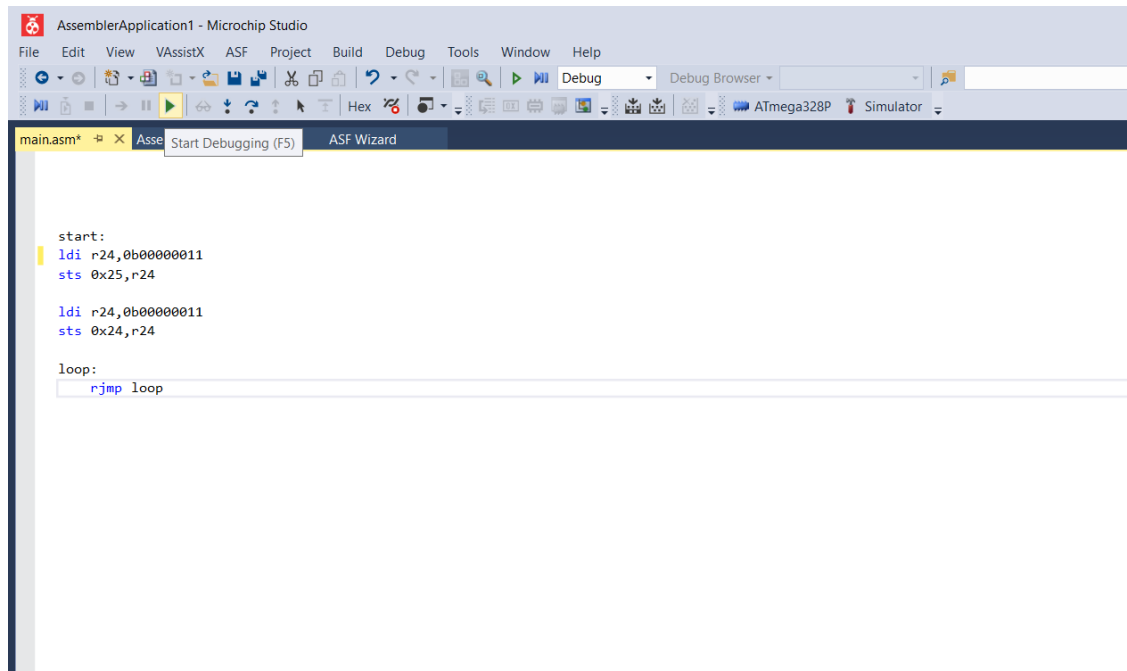 AssemblerApplication1 - Microchip Studio
File Edit View VAssistX ASF Project Build Debug Tools Window Help
Debug Debug Browser
Hex ATmega328P Simulator
main.asm* Asse ASF Wizard
Start Debugging (F5)
start:
ldi r24,0b00000011
sts 0x25,r24
ldi r24,0b00000011
sts 0x24,r24
loop:
rjmp loop